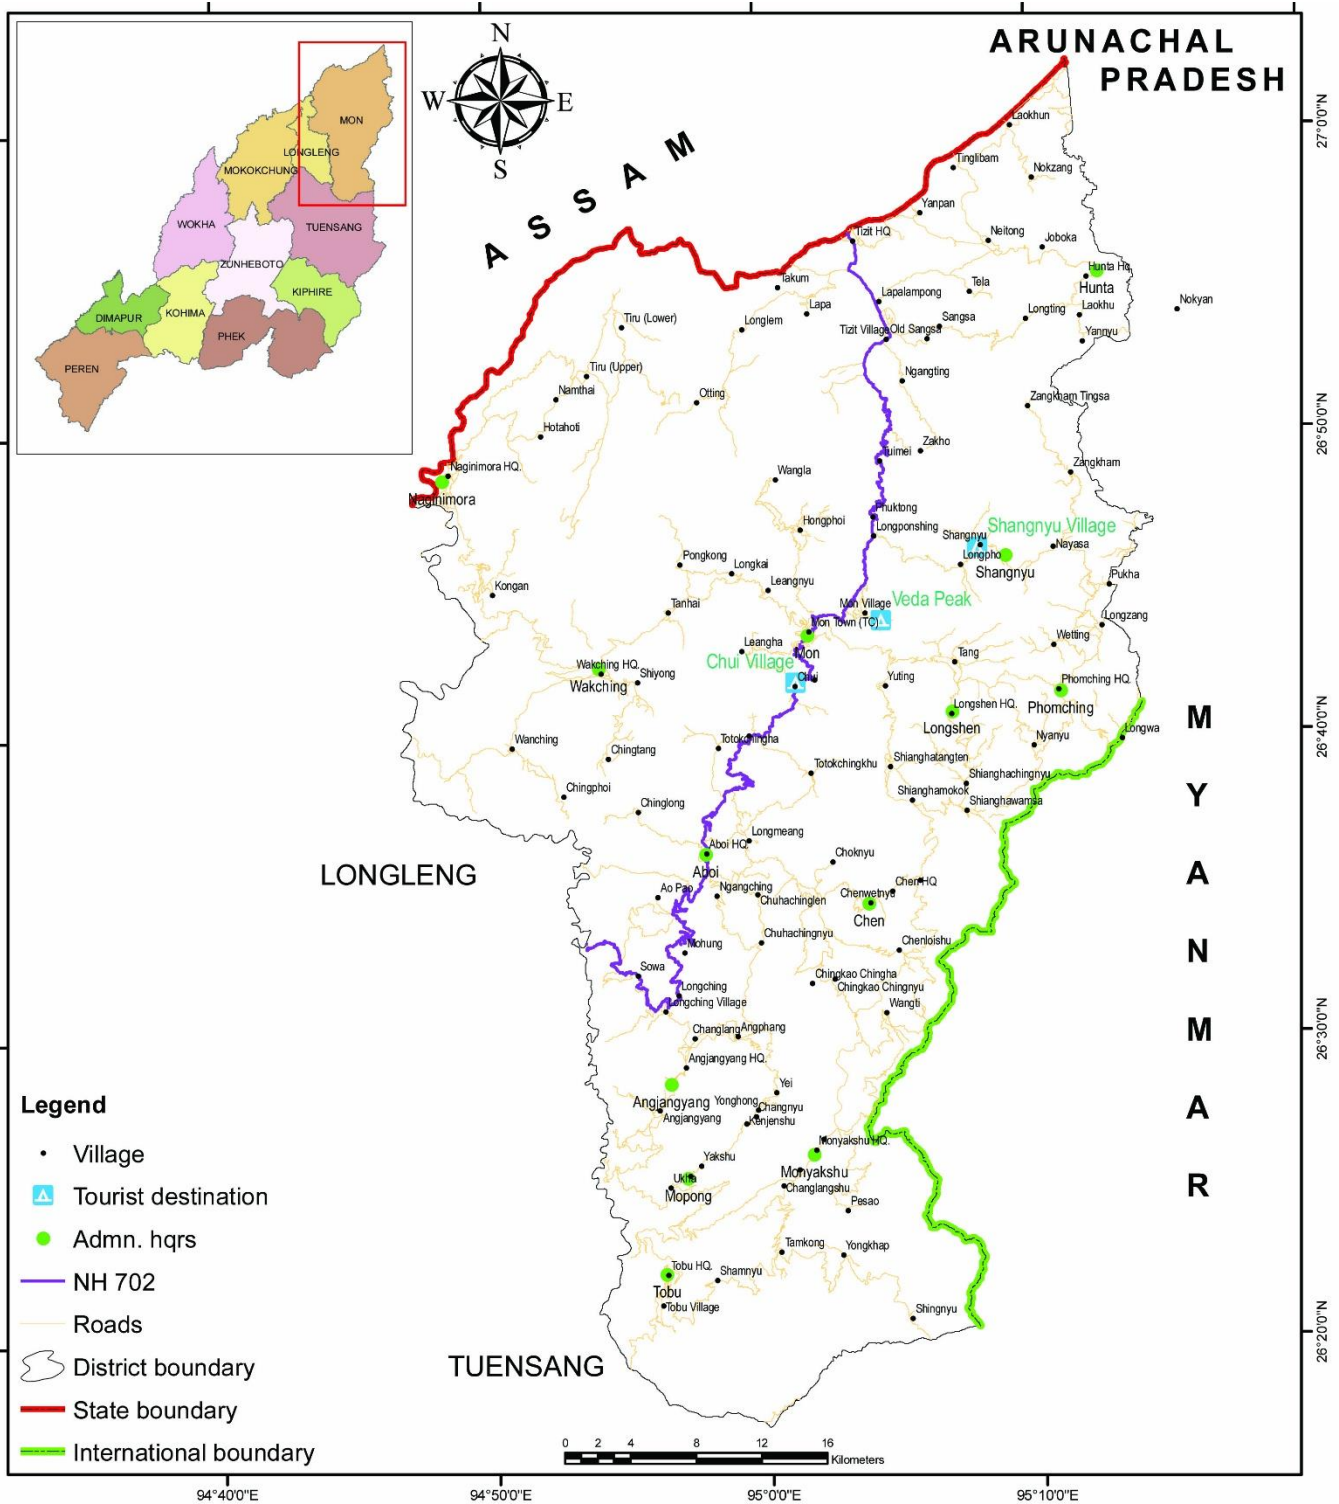 ARUNACHAL
PRADESH
N
W
E
S
ASSAM
MON
LONGLENG
MOKOKCHUNG
WOKHA
TUENSANG
ZUNHEBOTO
KIPHIRE
DIMAPUR
KOHIMA
PHEK
PEREN
27°0'0"N
26°50'0"N
26°40'0"N
26°30'0"N
26°20'0"N
Laokhun
Tinglibam
Nokzang
Yanpan
Tizit HQ
Neitong
Joboka
Hunta Hq
Hunta
Takum
Lapalampong
Tela
Nokyan
Lapa
Longting
Laokhu
Tiru (Lower)
Longlem
Sangsa
Tizit Village
Old Sangsa
Yannyu
Tiru (Upper)
Ngangting
Namthai
Otting
Zangkham Tingsa
Hotahoti
Zakho
Tuimei
Naginimora HQ.
Naginimora
Wangla
Zangkham
Phuktong
Hongphoi
Longponshing
Shangnyu Village
Shangnyu
Nayasa
Longpho
Shangnyu
Pongkong
Longkai
Pukha
Kongan
Leangnyu
Tanhai
Mon Village
Veda Peak
Mon Town (TC)
Longzang
Leangha
Mon
Wetting
Chui Village
Tang
Wakching HQ.
Wakching
Shiyong
Chui
Yuting
Phomching HQ.
Phomching
Longshen HQ.
Longshen
Longwa
Wanching
Totokchingha
Nyanyu
Chingtang
Totokchingkhu
Shianghatangten
Shianghachingnyu
Chingphoi
Shianghamokok
Shianghawamsa
Chinglong
Longmeang
Aboi HQ
Aboi
Choknyu
LONGLENG
Ao Pao
Ngangching
Chuhachinglen
Chen HQ
Chenwetnyu
Chen
Chuhachingnyu
Chenloishu
Mohung
Sowa
Chingkao Chingha
Chingkao Chingnyu
Longching
Longching Village
Wangti
Changlang
Angphang
Angjangyang HQ.
Yei
Angjangyang
Angjangyang
Yonghong
Changnyu
Kenjenshu
Monyakshu HQ.
Monyakshu
Yakshu
Ukha
Mopong
Changlangshu
Pesao
Tamkong
Yongkhap
Tobu HQ.
Tobu
Shamnyu
Tobu Village
Shingnyu
TUENSANG
MYANMAR
Legend
Village
Tourist destination
Admn. hqrs
NH 702
Roads
District boundary
State boundary
International boundary
0 2 4 8 12 16
Kilometers
94°40'0"E
94°50'0"E
95°0'0"E
95°10'0"E